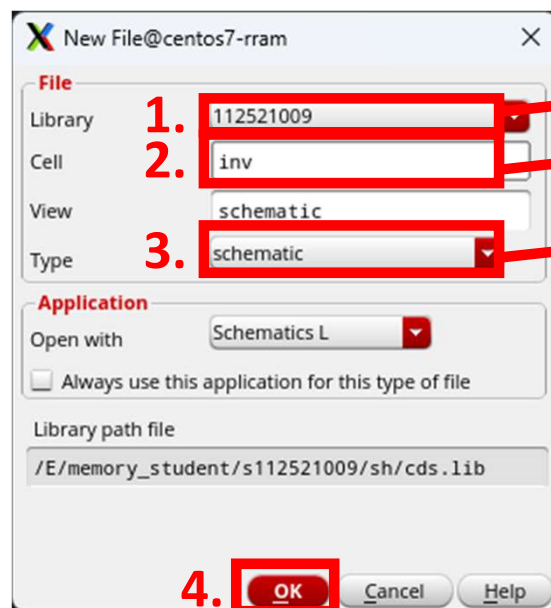 New File@centos7-rram
File
Library 1. 112521009
Cell 2. inv
View schematic
Type 3. schematic
Application
Open with Schematics L
Always use this application for this type of file
Library path file
/E/memory_student/s112521009/sh/cds.lib
4. OK Cancel Help